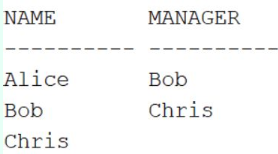 NAME       MANAGER
---------- ----------
Alice      Bob
Bob        Chris
Chris